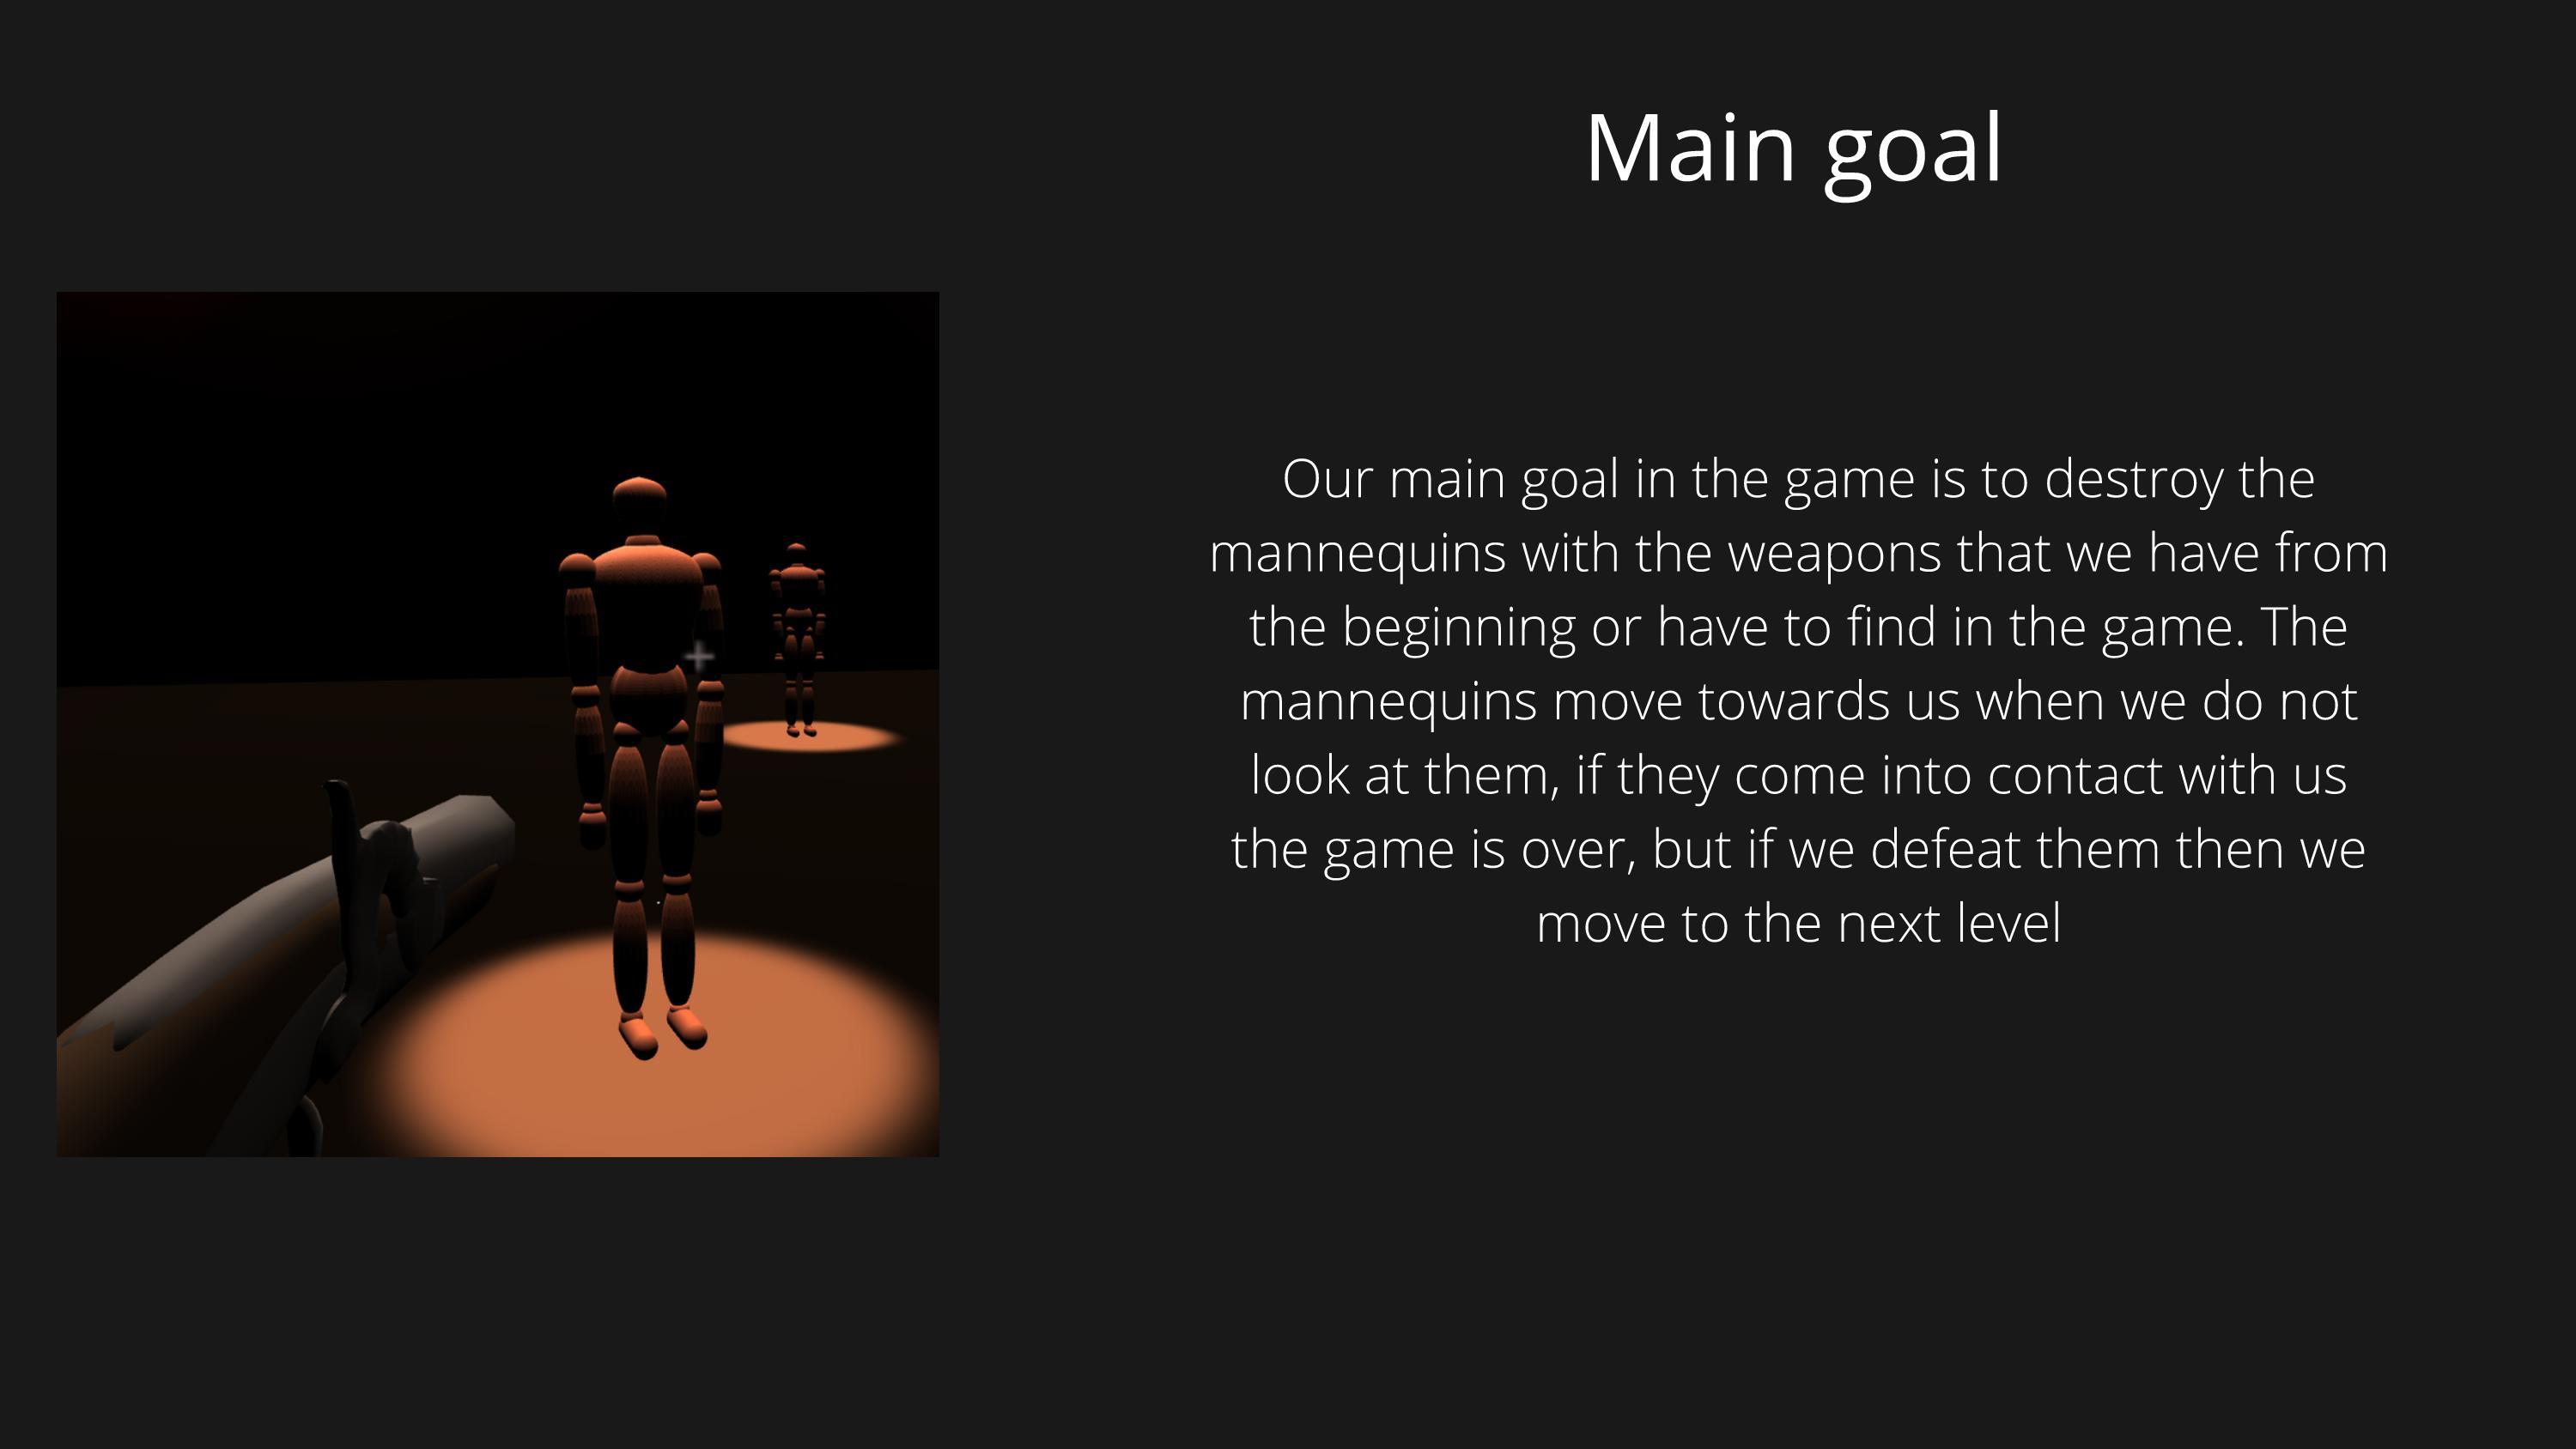 Main goal
Our main goal in the game is to destroy the
mannequins with the weapons that we have from
the beginning or have to find in the game. The
mannequins move towards us when we do not
look at them, if they come into contact with us
the game is over, but if we defeat them then we
move to the next level